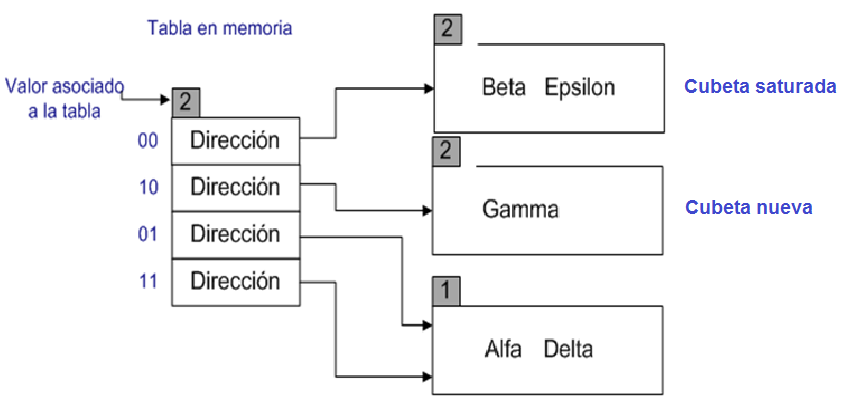 Tabla en memoria
2
Beta Epsilon
Cubeta saturada
Valor asociado
a la tabla
2
00 Dirección
2
10 Dirección
Gamma
Cubeta nueva
01 Dirección
11 Dirección
1
Alfa Delta